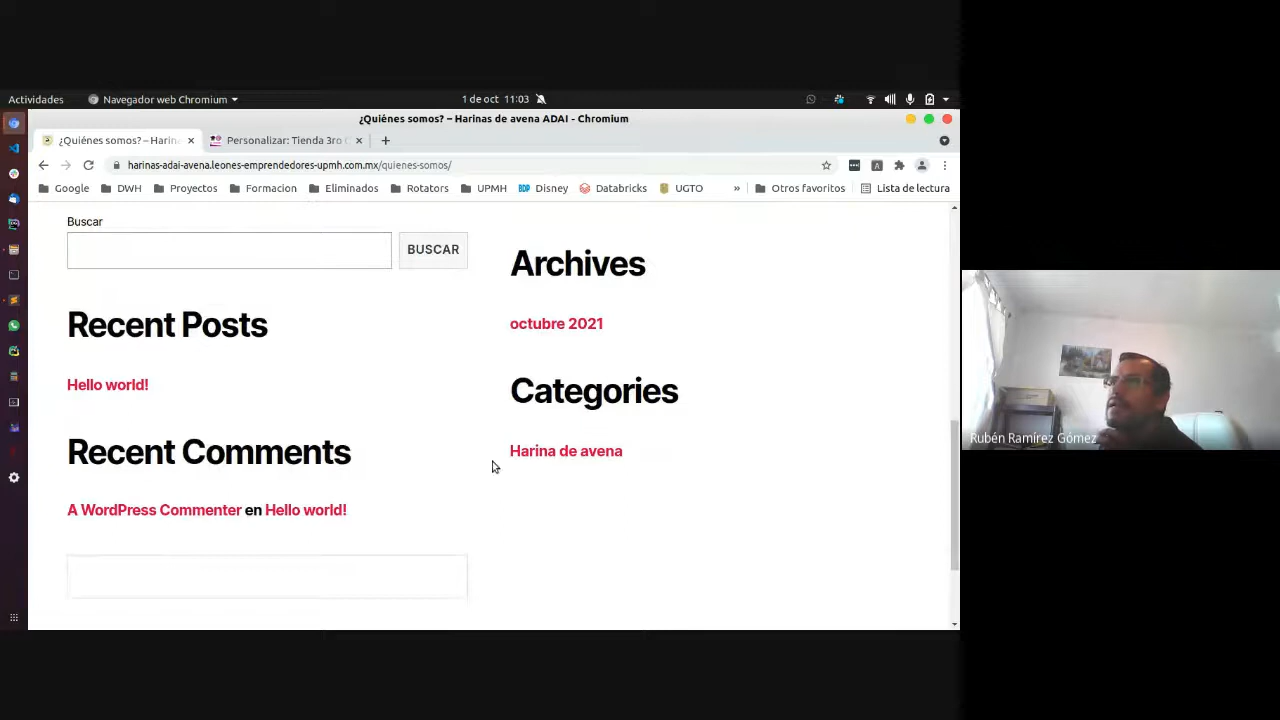 Actividades
Navegador web Chromium
1 de oct 11:03
¿Quiénes somos? – Harinas de avena ADAI - Chromium
¿Quiénes somos? – Harina
Personalizar: Tienda 3ro
harinas-adai-avena.leones-emprendedores-upmh.com.mx/quienes-somos/
Google
DWH
Proyectos
Formacion
Eliminados
Rotators
UPMH
Disney
Databricks
UGTO
»
Otros favoritos
Lista de lectura
Buscar
BUSCAR
Recent Posts
Hello world!
Recent Comments
A WordPress Commenter en Hello world!
Archives
octubre 2021
Categories
Harina de avena
Rubén Ramírez Gómez